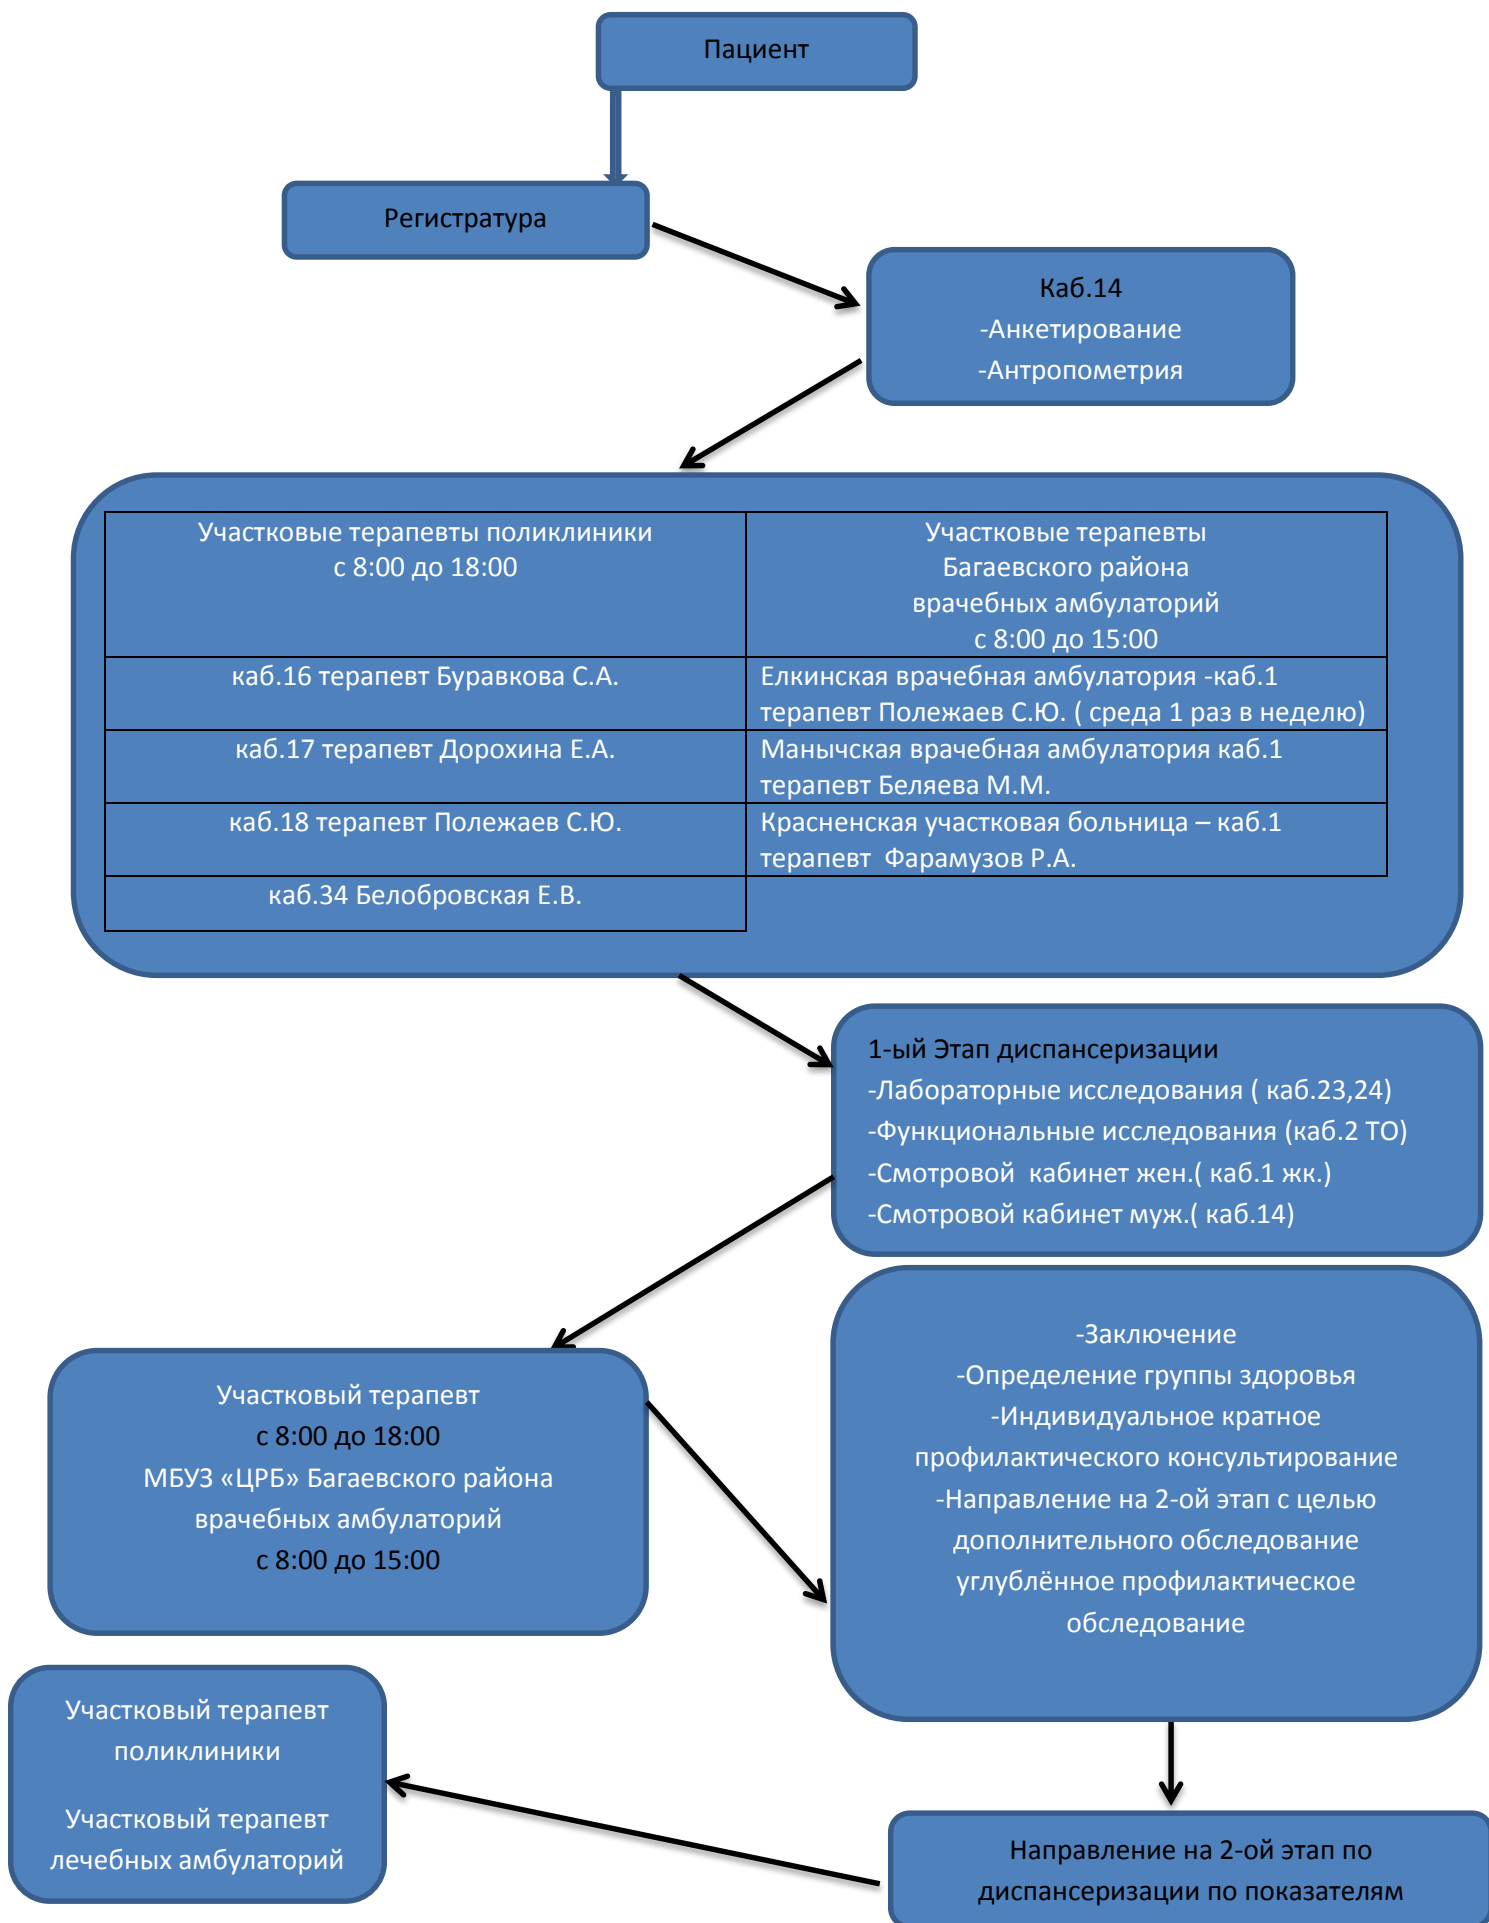 Пациент
Регистратура
Каб.14
-Анкетирование
-Антропометрия
Участковые терапевты поликлиники
с 8:00 до 18:00
Участковые терапевты
Багаевского района
врачебных амбулаторий
с 8:00 до 15:00
каб.16 терапевт Буравкова С.А.
Елкинская врачебная амбулатория -каб.1
терапевт Полежаев С.Ю. ( среда 1 раз в неделю)
каб.17 терапевт Дорохина Е.А.
Манычская врачебная амбулатория каб.1
терапевт Беляева М.М.
каб.18 терапевт Полежаев С.Ю.
Красненская участковая больница – каб.1
терапевт Фарамузов Р.А.
каб.34 Белобровская Е.В.
1-ый Этап диспансеризации
-Лабораторные исследования ( каб.23,24)
-Функциональные исследования (каб.2 ТО)
-Смотровой кабинет жен.( каб.1 жк.)
-Смотровой кабинет муж.( каб.14)
Участковый терапевт
с 8:00 до 18:00
МБУЗ «ЦРБ» Багаевского района
врачебных амбулаторий
с 8:00 до 15:00
-Заключение
-Определение группы здоровья
-Индивидуальное кратное
профилактического консультирование
-Направление на 2-ой этап с целью
дополнительного обследование
углублённое профилактическое
обследование
Участковый терапевт
поликлиники
Участковый терапевт
лечебных амбулаторий
Направление на 2-ой этап по
диспансеризации по показателям